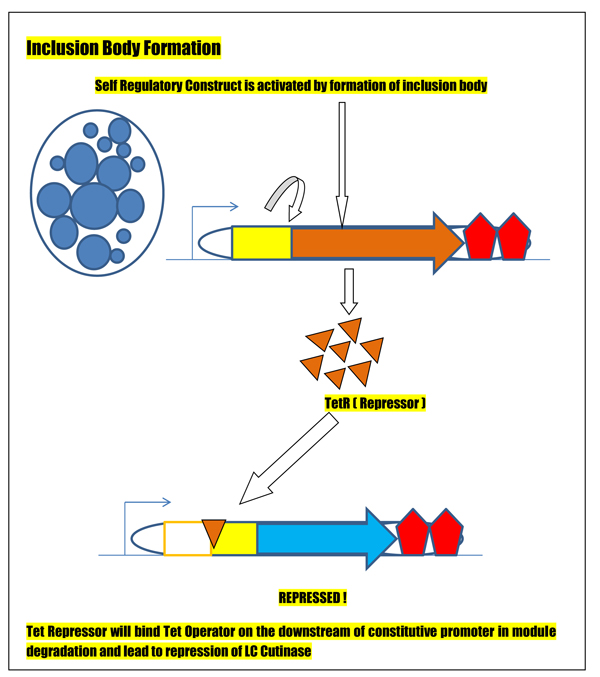 Inclusion Body Formation
Self Regulatory Construct is activated by formation of inclusion body
TetR ( Repressor )
REPRESSED !
Tet Repressor will bind Tet Operator on the downstream of constitutive promoter in module
degradation and lead to repression of LC Cutinase